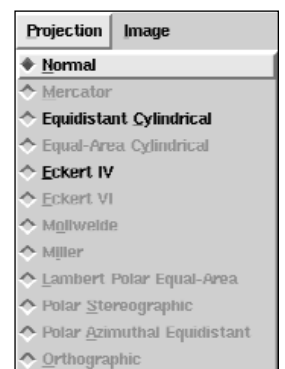 Projection Image
Normal
Mercator
Equidistant Cylindrical
Equal-Area Cylindrical
Eckert IV
Eckert VI
Mollweide
Miller
Lambert Polar Equal-Area
Polar Stereographic
Polar Azimuthal Equidistant
Orthographic